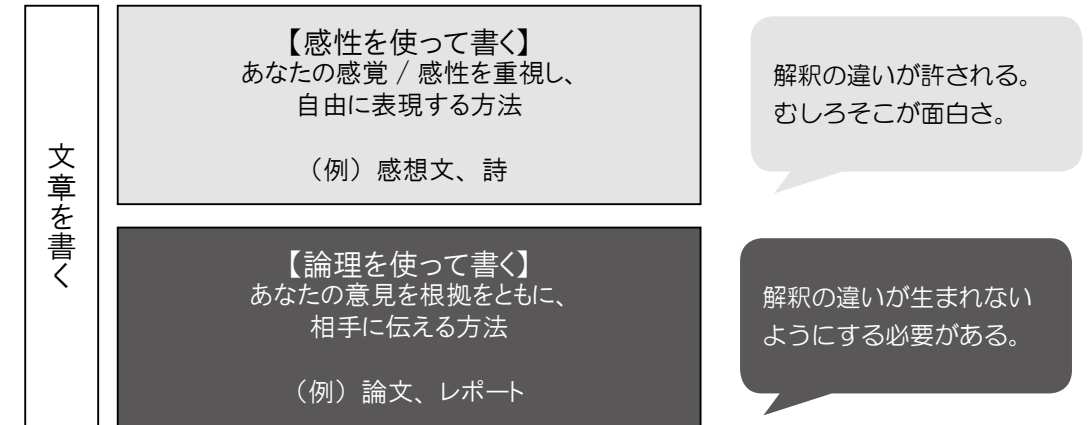 文章を書く
【感性を使って書く】
あなたの感覚 / 感性を重視し、
自由に表現する方法
（例）感想文、詩
解釈の違いが許される。
むしろそこが面白さ。
【論理を使って書く】
あなたの意見を根拠をともに、
相手に伝える方法
（例）論文、レポート
解釈の違いが生まれない
ようにする必要がある。